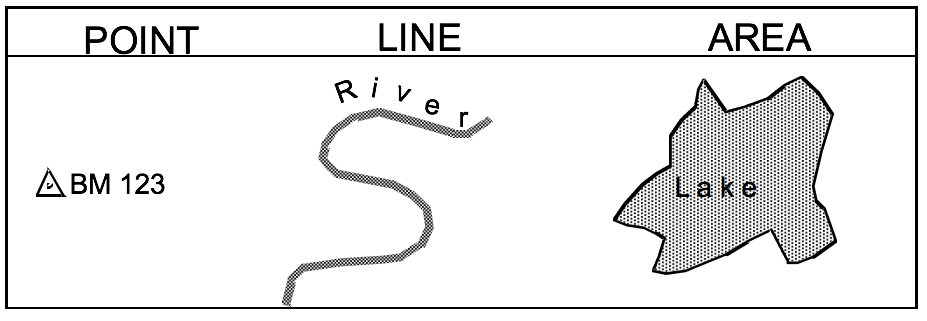 POINT LINE AREA
River
BM 123
Lake